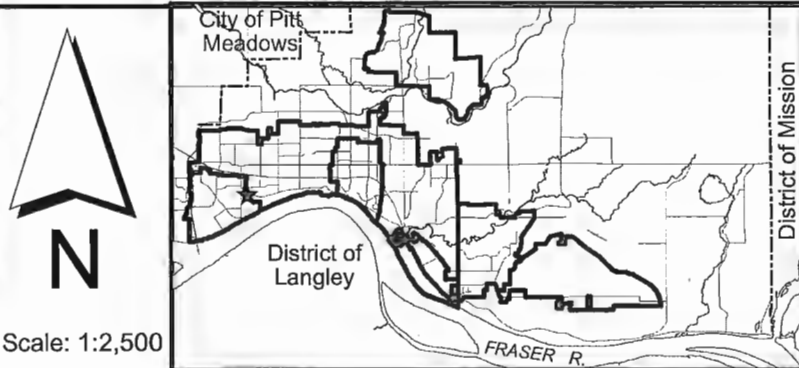 City of Pitt
Meadows
District of Mission
District of
Langley
N
Scale: 1:2,500
FRASER R.